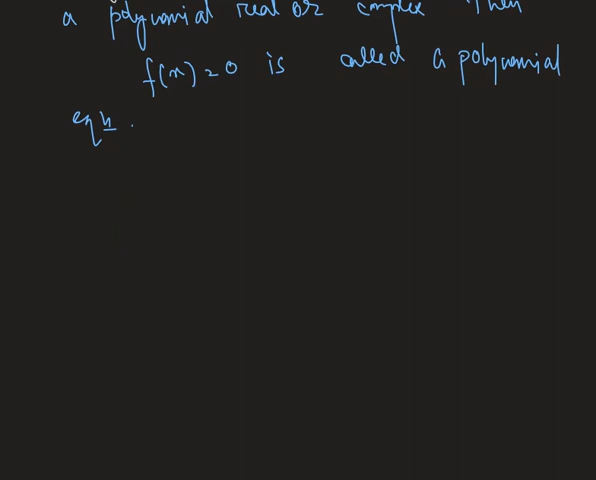 a polynomial real or complex Then
f(x) = 0 is called a polynomial
eqn.